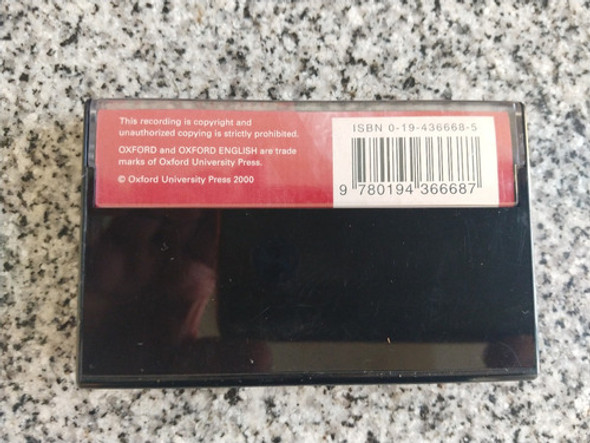 This recording is copyright and
unauthorized copying is strictly prohibited.
OXFORD and OXFORD ENGLISH are trade
marks of Oxford University Press.
© Oxford University Press 2000
ISBN 0-19-436668-5
9 780194 366687